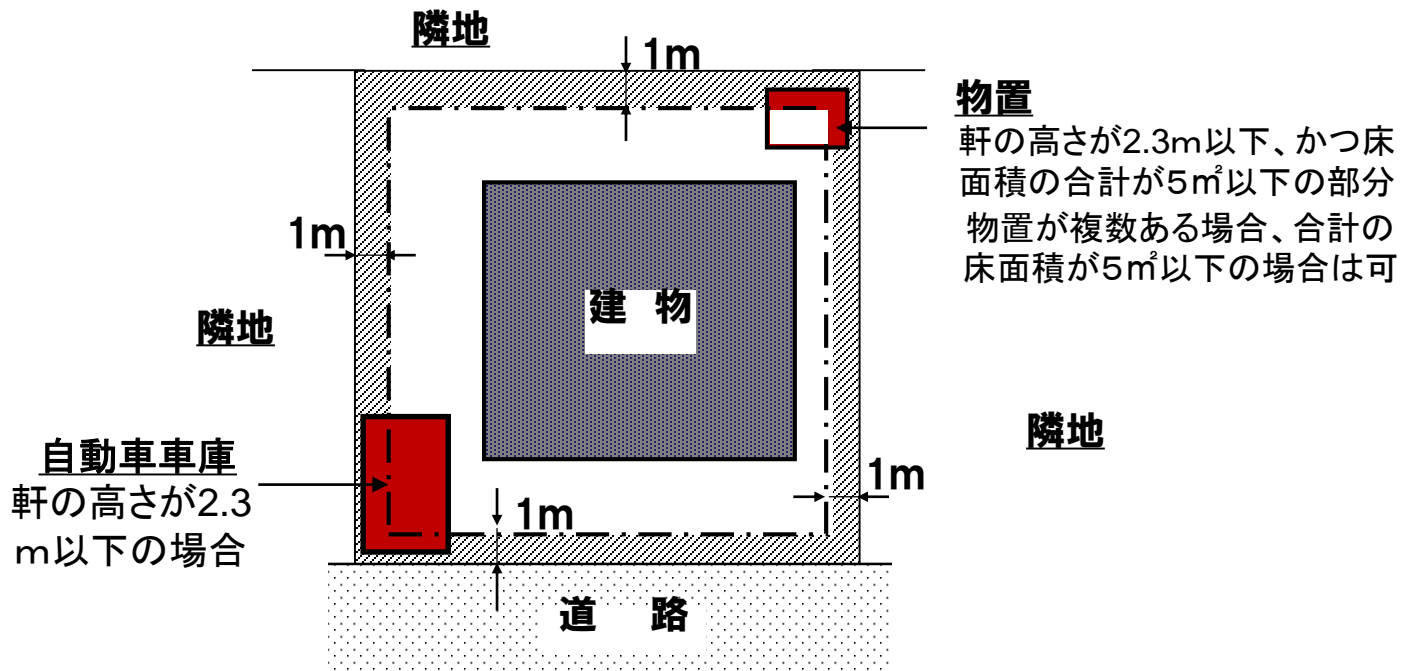 隣地
1m
物置
軒の高さが2.3m以下、かつ床
面積の合計が5㎡以下の部分
物置が複数ある場合、合計の
床面積が5㎡以下の場合は可
1m
建 物
隣地
隣地
自動車車庫
軒の高さが2.3
m以下の場合
1m
1m
道 路